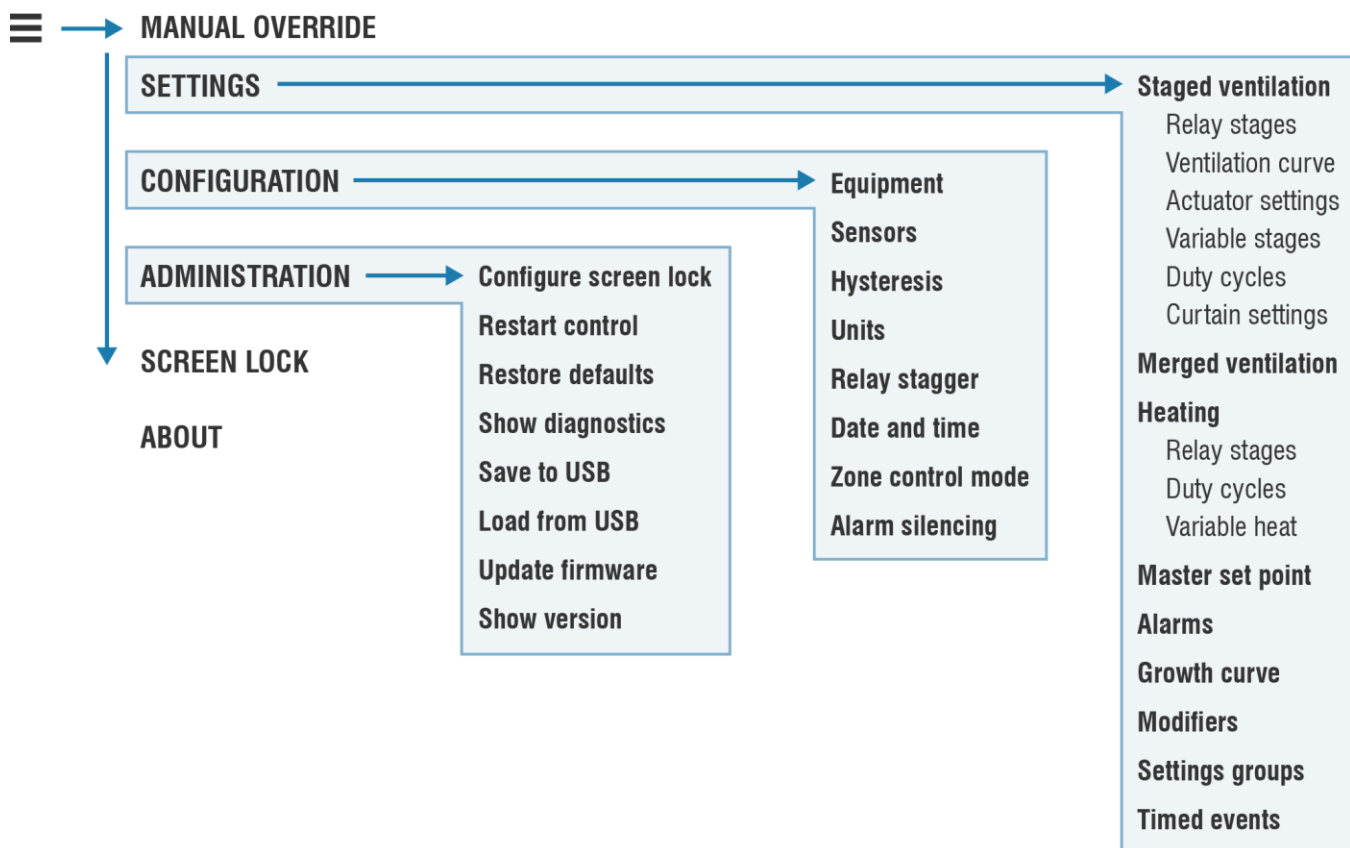 MANUAL OVERRIDE
SETTINGS
Staged ventilation
Relay stages
Ventilation curve
Actuator settings
Variable stages
Duty cycles
Curtain settings
Merged ventilation
Heating
Relay stages
Duty cycles
Variable heat
Master set point
Alarms
Growth curve
Modifiers
Settings groups
Timed events
CONFIGURATION
Equipment
Sensors
Hysteresis
Units
Relay stagger
Date and time
Zone control mode
Alarm silencing
ADMINISTRATION
Configure screen lock
Restart control
Restore defaults
Show diagnostics
Save to USB
Load from USB
Update firmware
Show version
SCREEN LOCK
ABOUT